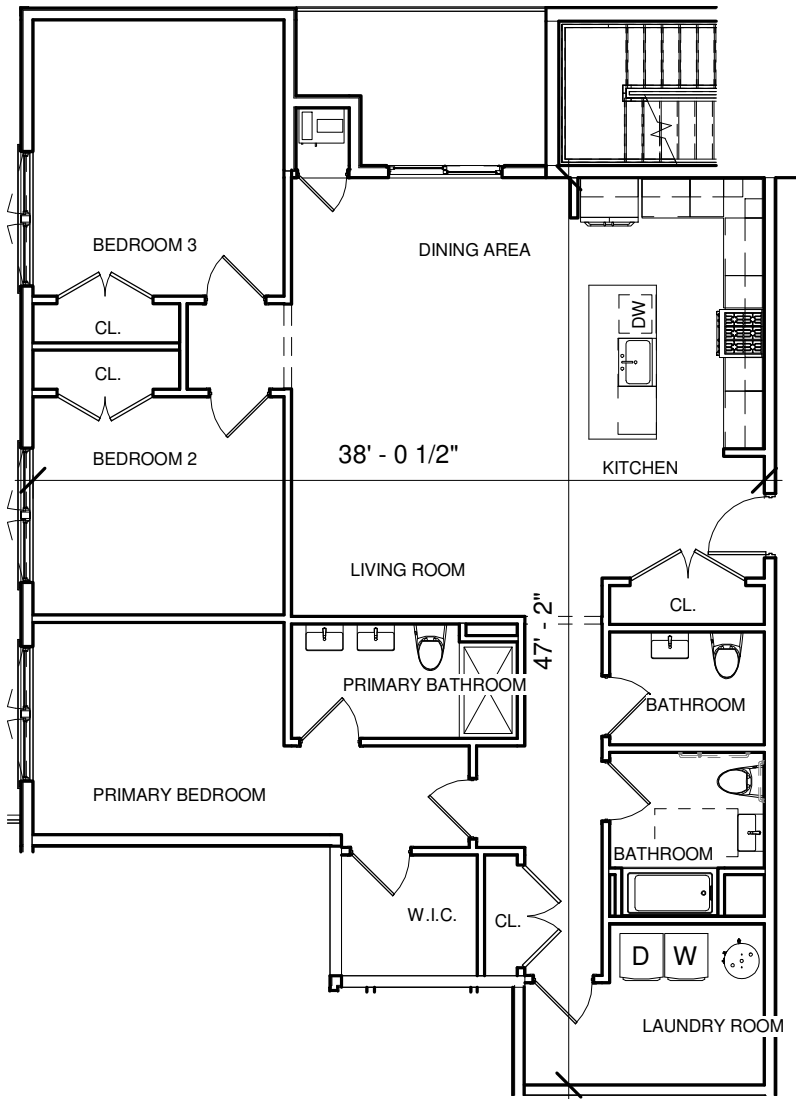 BEDROOM 3
DINING AREA
CL.
DW
CL.
BEDROOM 2
38' - 0 1/2"
KITCHEN
LIVING ROOM
CL.
47' - 2"
PRIMARY BATHROOM
BATHROOM
PRIMARY BEDROOM
BATHROOM
W.I.C.
CL.
D
W
LAUNDRY ROOM